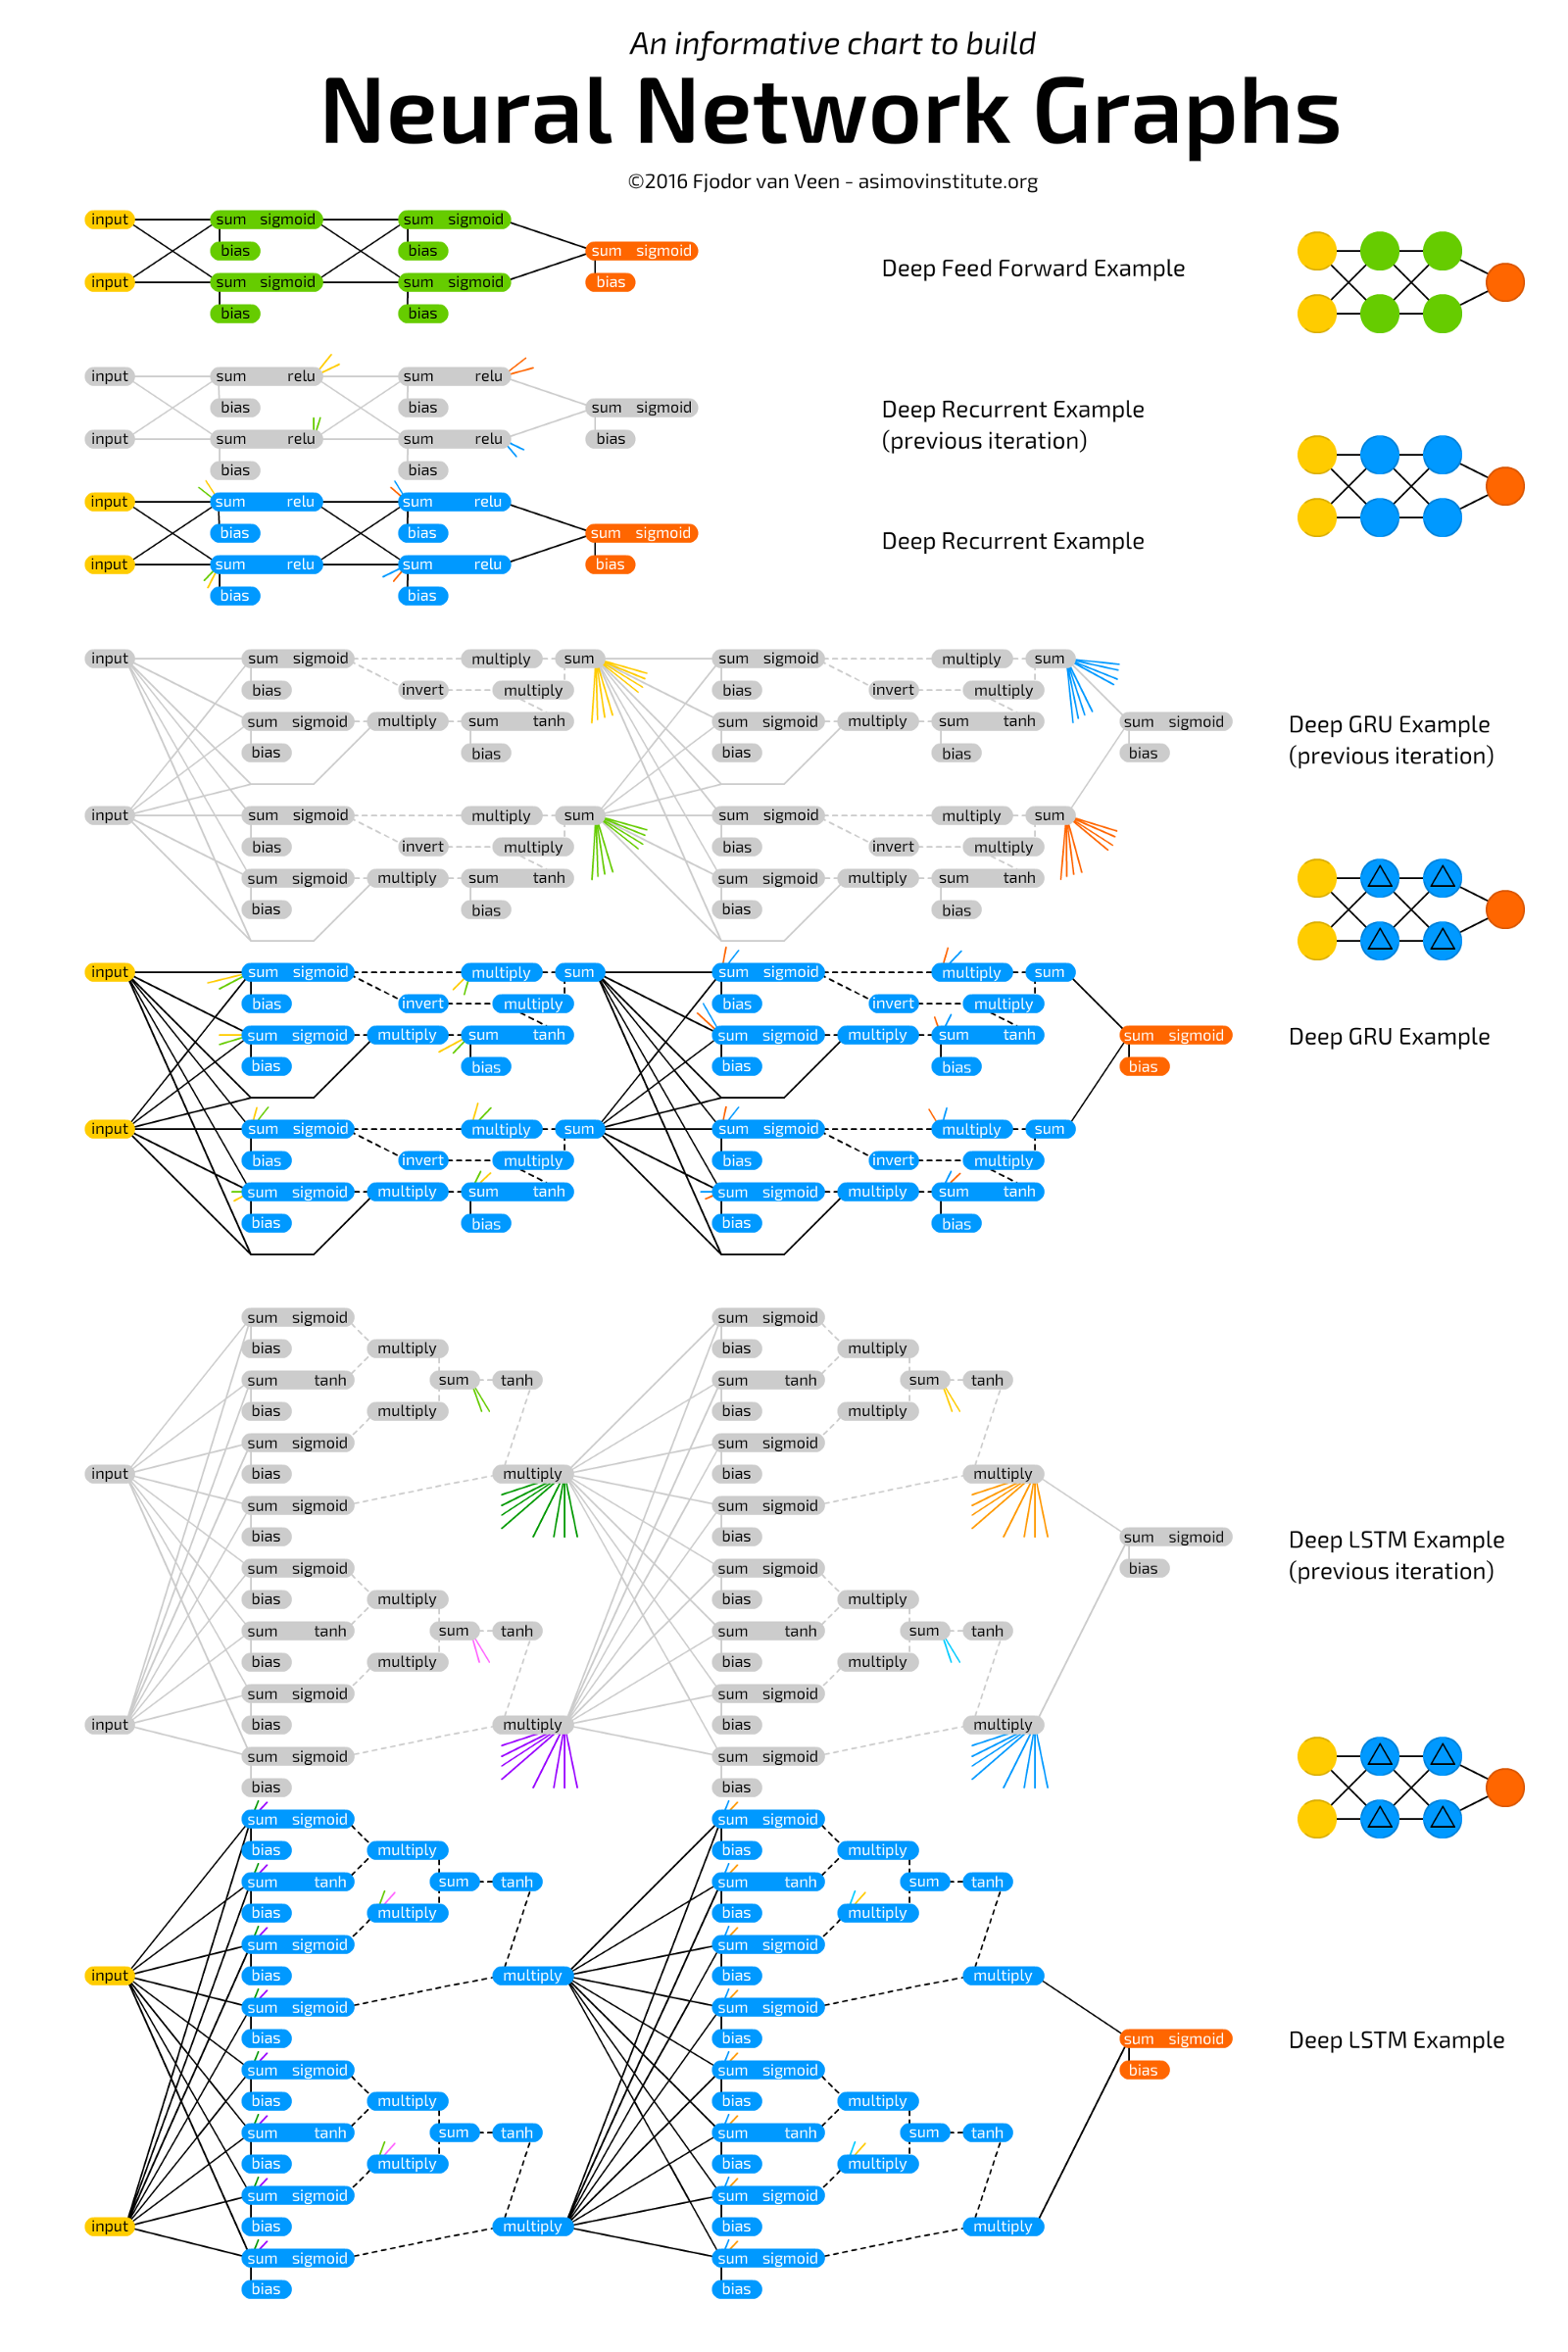 An informative chart to build
Neural Network Graphs
©2016 Fjodor van Veen - asimovinstitute.org
input sum sigmoid sum sigmoid
bias bias sum sigmoid
input sum sigmoid sum sigmoid bias
bias bias
Deep Feed Forward Example
input sum relu sum relu
bias bias sum sigmoid
input sum relu sum relu bias
bias bias
Deep Recurrent Example
(previous iteration)
input sum relu sum relu
bias bias sum sigmoid
input sum relu sum relu bias
bias bias
Deep Recurrent Example
input sum sigmoid multiply sum sum sigmoid multiply sum
bias invert multiply bias invert multiply
sum sigmoid multiply sum tanh sum sigmoid multiply sum tanh sum sigmoid
bias bias bias bias bias
input sum sigmoid multiply sum sum sigmoid multiply sum
bias invert multiply bias invert multiply
sum sigmoid multiply sum tanh sum sigmoid multiply sum tanh
bias bias bias bias
Deep GRU Example
(previous iteration)
input sum sigmoid multiply sum sum sigmoid multiply sum
bias invert multiply bias invert multiply
sum sigmoid multiply sum tanh sum sigmoid multiply sum tanh sum sigmoid
bias bias bias bias bias
input sum sigmoid multiply sum sum sigmoid multiply sum
bias invert multiply bias invert multiply
sum sigmoid multiply sum tanh sum sigmoid multiply sum tanh
bias bias bias bias
Deep GRU Example
sum sigmoid sum sigmoid
bias multiply bias multiply
sum tanh sum tanh sum tanh sum tanh
bias multiply bias multiply
sum sigmoid sum sigmoid
input bias multiply bias multiply
sum sigmoid sum sigmoid
bias bias sum sigmoid
sum sigmoid sum sigmoid bias
bias multiply bias multiply
sum tanh sum tanh sum tanh sum tanh
bias multiply bias multiply
sum sigmoid sum sigmoid
input bias multiply bias multiply
sum sigmoid sum sigmoid
bias bias
Deep LSTM Example
(previous iteration)
sum sigmoid sum sigmoid
bias multiply bias multiply
sum tanh sum tanh sum tanh sum tanh
bias multiply bias multiply
sum sigmoid sum sigmoid
input bias multiply bias multiply
sum sigmoid sum sigmoid
bias bias sum sigmoid
sum sigmoid sum sigmoid bias
bias multiply bias multiply
sum tanh sum tanh sum tanh sum tanh
bias multiply bias multiply
sum sigmoid sum sigmoid
input bias multiply bias multiply
sum sigmoid sum sigmoid
bias bias
Deep LSTM Example